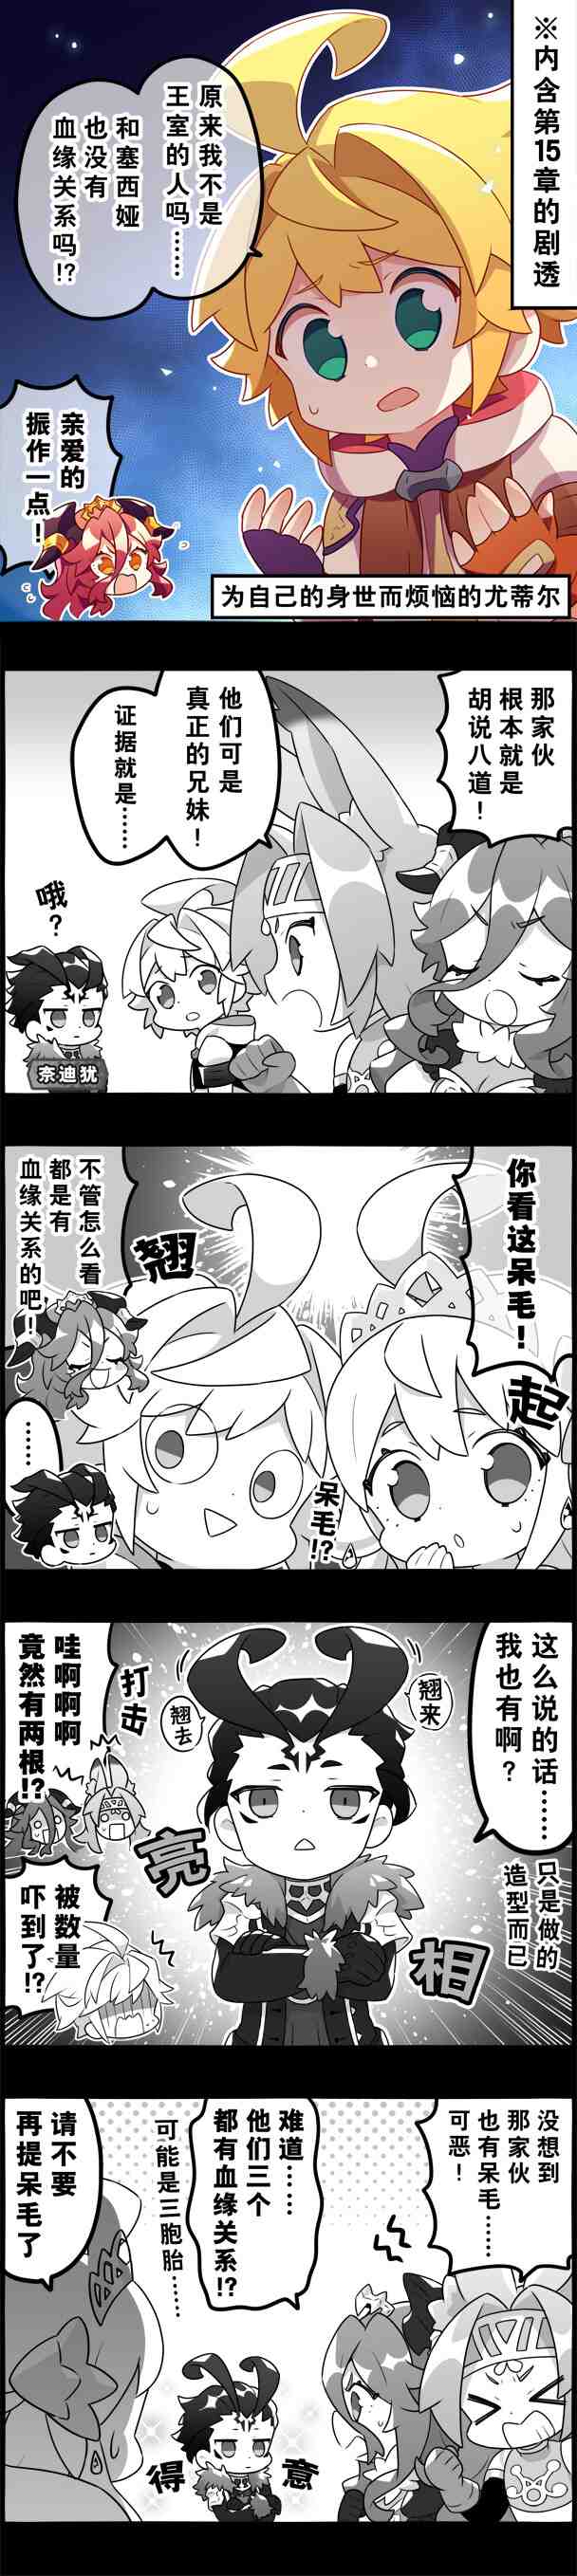 ※内含第15章的剧透
原来我不是
王室的人吗……
和塞西娅
也没有
血缘关系吗!?
亲爱的
振作一点！
为自己的身世而烦恼的尤蒂尔
那家伙
根本就是
胡说八道！
他们可是
真正的兄妹！
证据就是……
哦？
奈迪犹
你看这呆毛！
翘
起
不管怎么看
都是有
血缘关系的吧！
呆毛!?
……
这么说的话……
我也有啊？
只是做的
造型而已
翘来
翘去
亮
相
打击
哇啊啊啊
竟然有两根!?
被数量
吓到了!?
没想到
那家伙
也有呆毛……
可恶！
难道……
他们三个
都有血缘关系!?
可能是三胞胎……
请不要
再提呆毛了
得
意